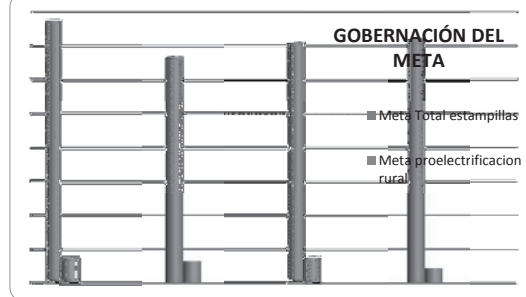 GOBERNACIÓN DEL
META
Meta Total estampillas
Meta proelectrificacion
rural